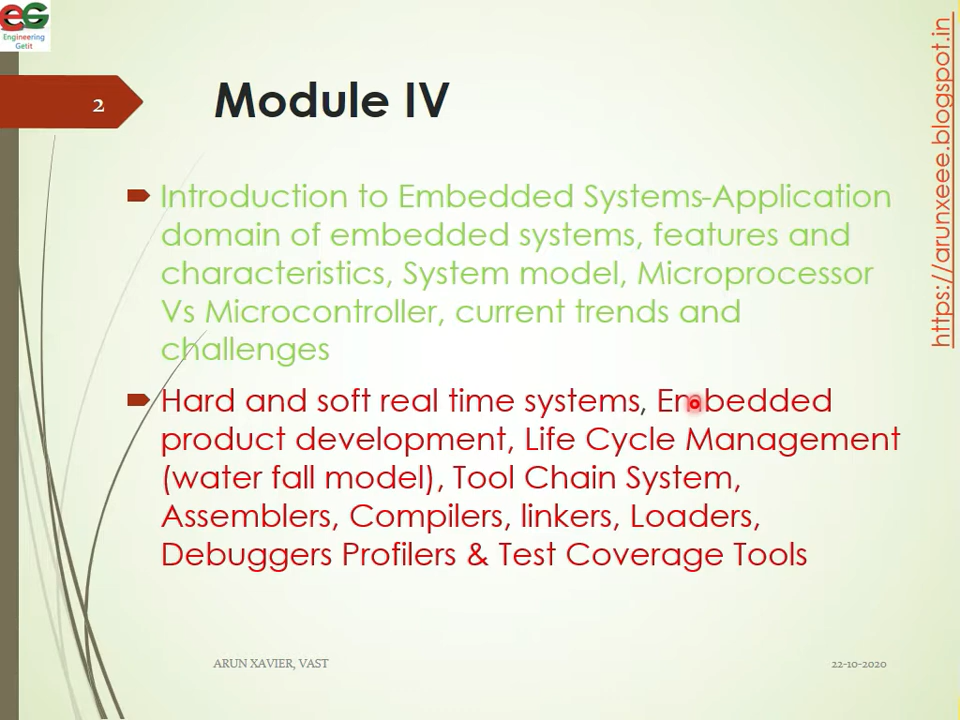 EG
Engineering
Getit
2
Module IV
https://arunxeee.blogspot.in
Introduction to Embedded Systems-Application
domain of embedded systems, features and
characteristics, System model, Microprocessor
Vs Microcontroller, current trends and
challenges
Hard and soft real time systems, Embedded
product development, Life Cycle Management
(water fall model), Tool Chain System,
Assemblers, Compilers, linkers, Loaders,
Debuggers Profilers & Test Coverage Tools
ARUN XAVIER, VAST
22-10-2020